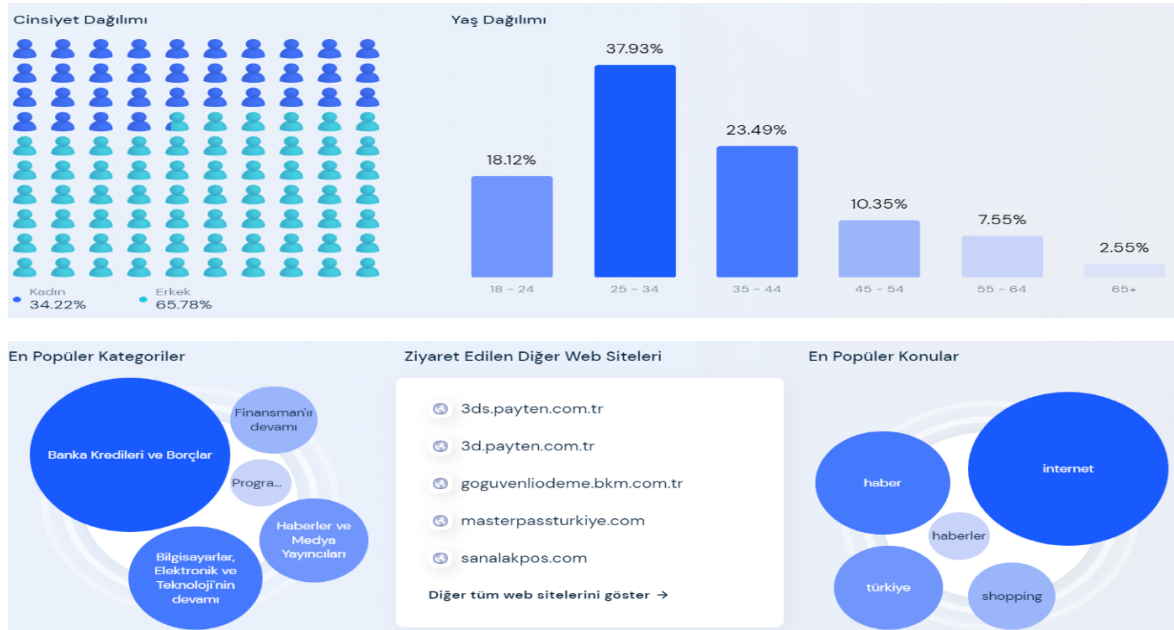 Cinsiyet Dağılımı
Kadın
34.22%
Erkek
65.78%
Yaş Dağılımı
18.12%
37.93%
23.49%
10.35%
7.55%
2.55%
18 - 24
25 - 34
35 - 44
45 - 54
55 - 64
65+
En Popüler Kategoriler
Banka Kredileri ve Borçlar
Finansman'ır
devamı
Progra...
Haberler ve
Medya
Yayıncıları
Bilgisayarlar,
Elektronik ve
Teknoloji'nin
devamı
Ziyaret Edilen Diğer Web Siteleri
3ds.payten.com.tr
3d.payten.com.tr
goguvenliodeme.bkm.com.tr
masterpassturkiye.com
sanalakpos.com
Diğer tüm web sitelerini göster →
En Popüler Konular
internet
haber
haberler
türkiye
shopping